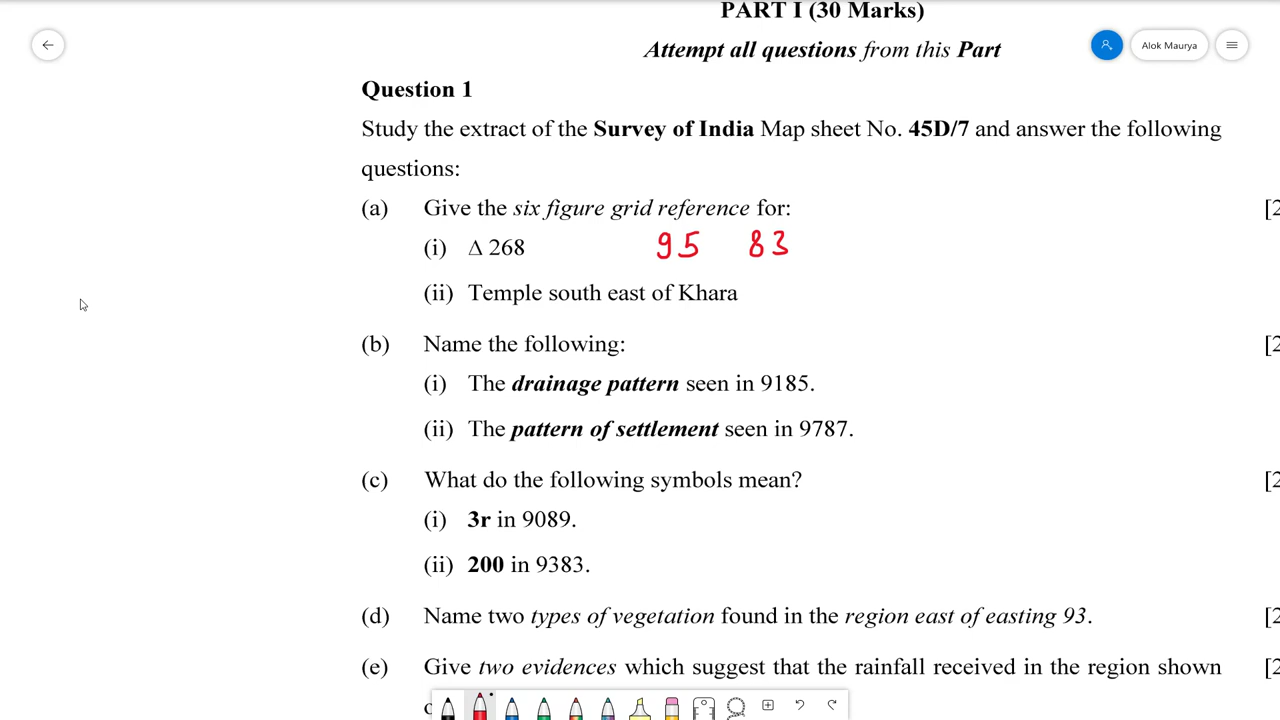 PART I (30 Marks)
Attempt all questions from this Part
Alok Maurya
Question 1
Study the extract of the Survey of India Map sheet No. 45D/7 and answer the following
questions:
(a) Give the six figure grid reference for: [2
(i) Δ 268 95 83
(ii) Temple south east of Khara
(b) Name the following: [2
(i) The drainage pattern seen in 9185.
(ii) The pattern of settlement seen in 9787.
(c) What do the following symbols mean? [2
(i) 3r in 9089.
(ii) 200 in 9383.
(d) Name two types of vegetation found in the region east of easting 93. [2
(e) Give two evidences which suggest that the rainfall received in the region shown [2